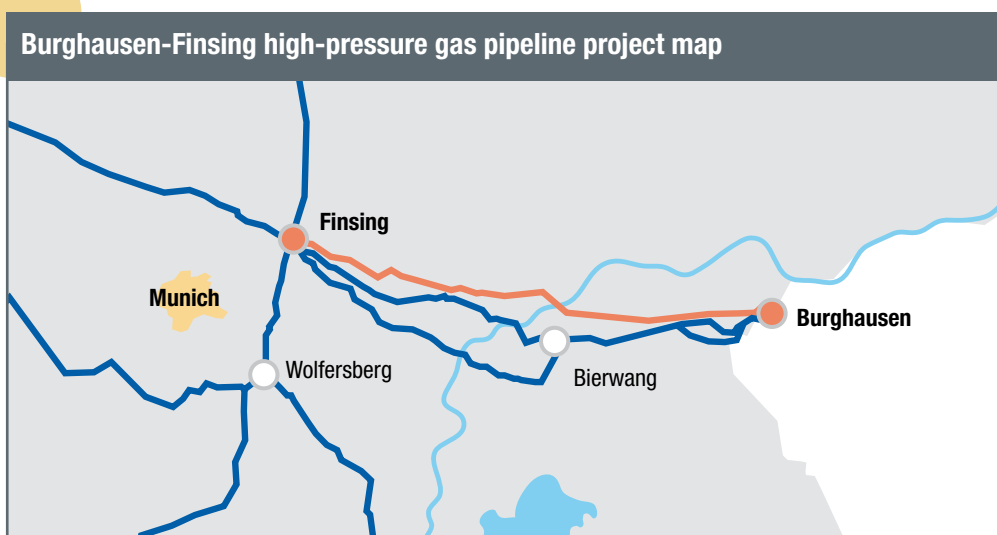 Burghausen-Finsing high-pressure gas pipeline project map
Finsing
Munich
Burghausen
Wolfersberg
Bierwang